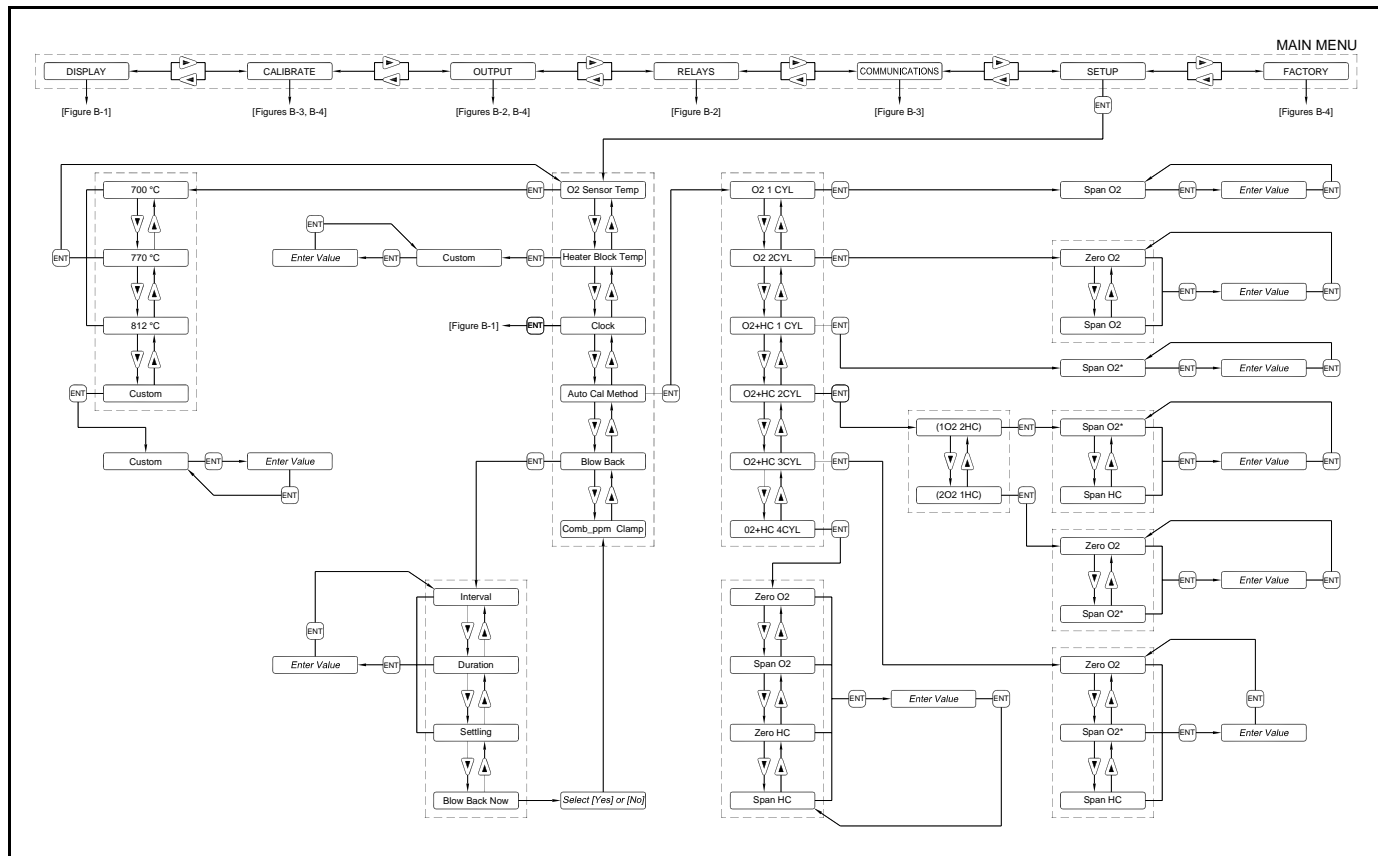 MAIN MENU
DISPLAY CALIBRATE OUTPUT RELAYS COMMUNICATIONS SETUP FACTORY
[Figure B-1] [Figures B-3, B-4] [Figures B-2, B-4] [Figure B-2] [Figure B-3] ENT [Figures B-4]
700 °C ENT O2 Sensor Temp O2 1 CYL ENT Span O2 ENT Enter Value ENT
ENT
ENT 770 °C Enter Value ENT Custom ENT Heater Block Temp O2 2CYL ENT Zero O2
ENT Enter Value ENT
812 °C [Figure B-1] ENT Clock O2+HC 1 CYL Span O2
Span O2* ENT Enter Value ENT
ENT Custom Auto Cal Method ENT O2+HC 2CYL ENT
(1O2 2HC) ENT Span O2*
Custom ENT Enter Value ENT Blow Back O2+HC 3CYL ENT ENT Enter Value ENT
ENT (2O2 1HC) ENT Span HC
Comb_ppm Clamp 02+HC 4CYL ENT
Zero O2
ENT Enter Value ENT
Interval Zero O2 Span O2*
ENT
Enter Value ENT Duration Span O2 Zero O2
ENT Enter Value ENT ENT
Settling Zero HC Span O2* ENT Enter Value
Blow Back Now Select [Yes] or [No] Span HC Span HC